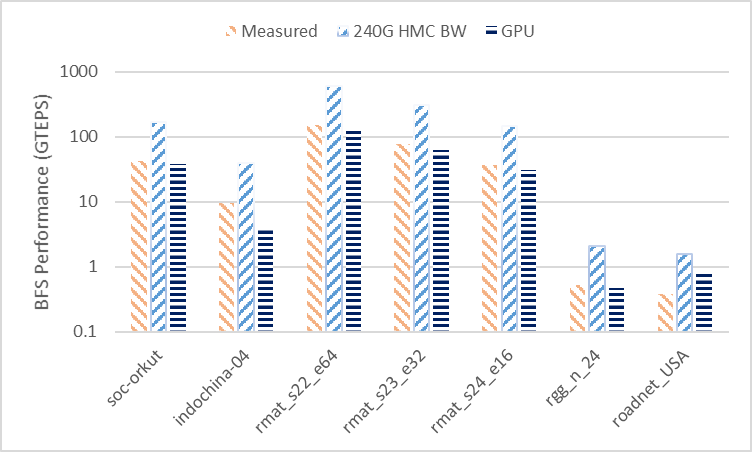 Measured 240G HMC BW GPU
BFS Performance (GTEPS)
1000
100
10
1
0.1
soc-orkut
indochina-04
rmat_s22_e64
rmat_s23_e32
rmat_s24_e16
rgg_n_24
roadnet_USA